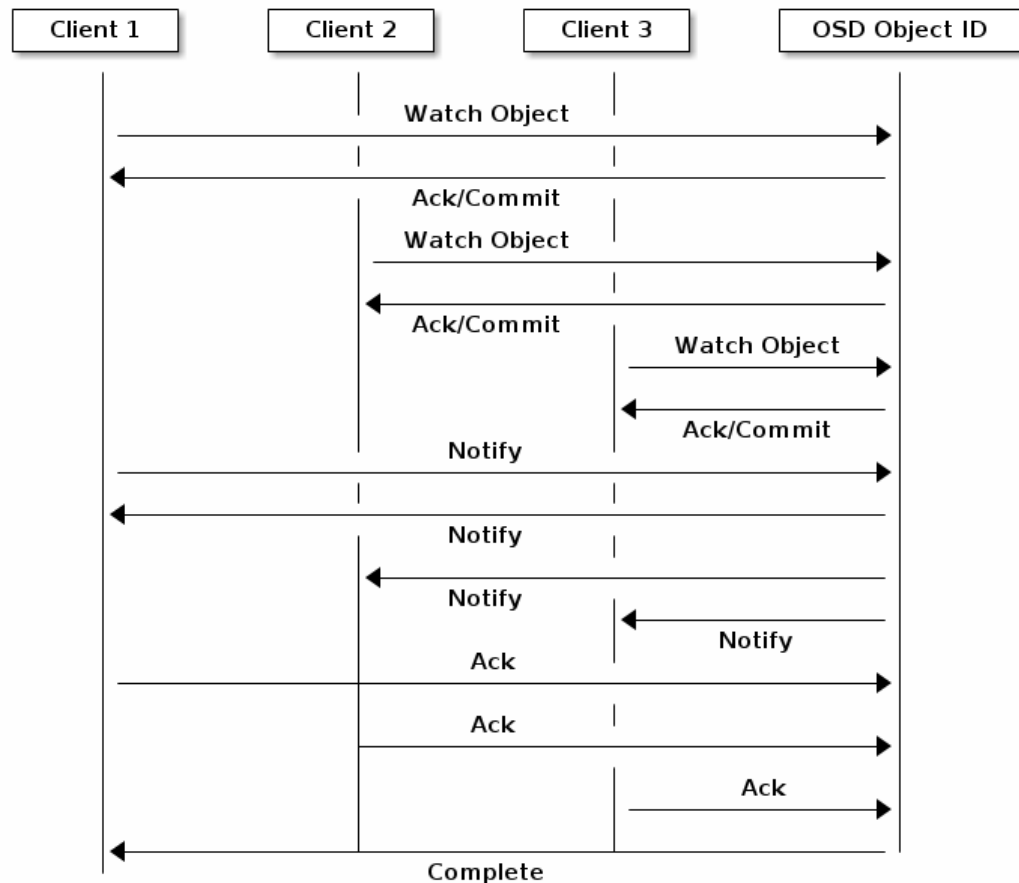 Client 1
Client 2
Client 3
OSD Object ID
Watch Object
Ack/Commit
Watch Object
Ack/Commit
Watch Object
Ack/Commit
Notify
Notify
Notify
Notify
Ack
Ack
Ack
Complete